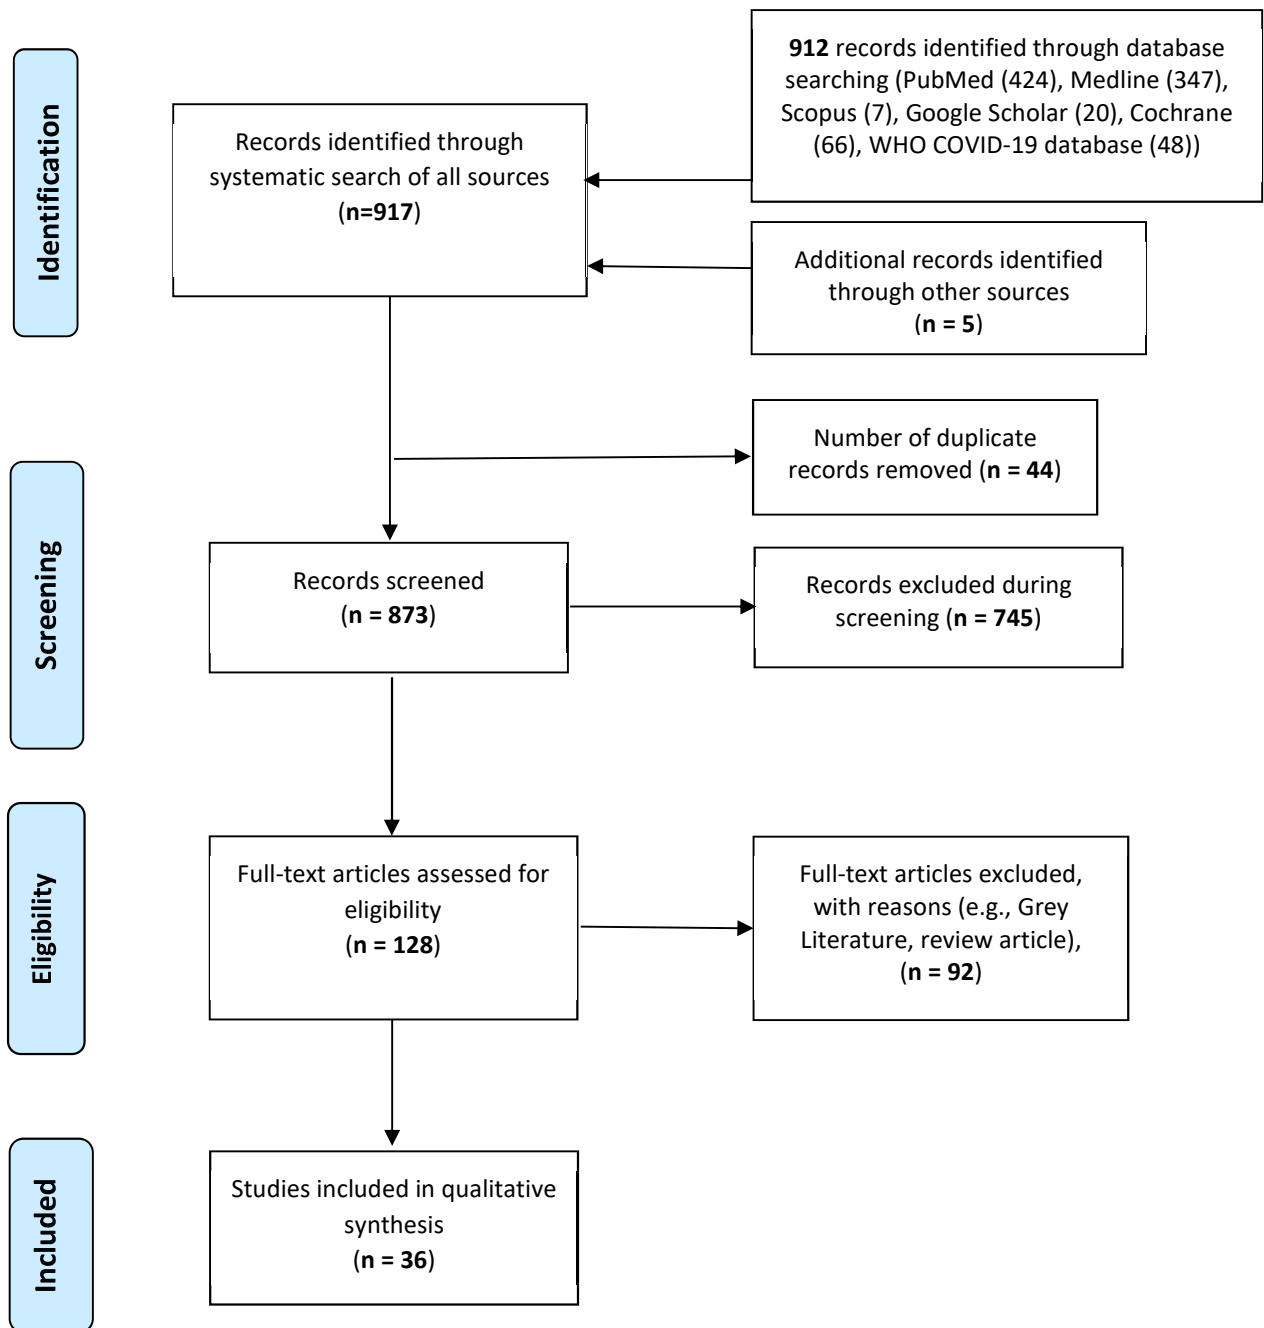 Identification
912 records identified through database
searching (PubMed (424), Medline (347),
Scopus (7), Google Scholar (20), Cochrane
(66), WHO COVID-19 database (48))
Records identified through
systematic search of all sources
(n=917)
Additional records identified
through other sources
(n = 5)
Screening
Number of duplicate
records removed (n = 44)
Records screened
(n = 873)
Records excluded during
screening (n = 745)
Eligibility
Full-text articles assessed for
eligibility
(n = 128)
Full-text articles excluded,
with reasons (e.g., Grey
Literature, review article),
(n = 92)
Included
Studies included in qualitative
synthesis
(n = 36)